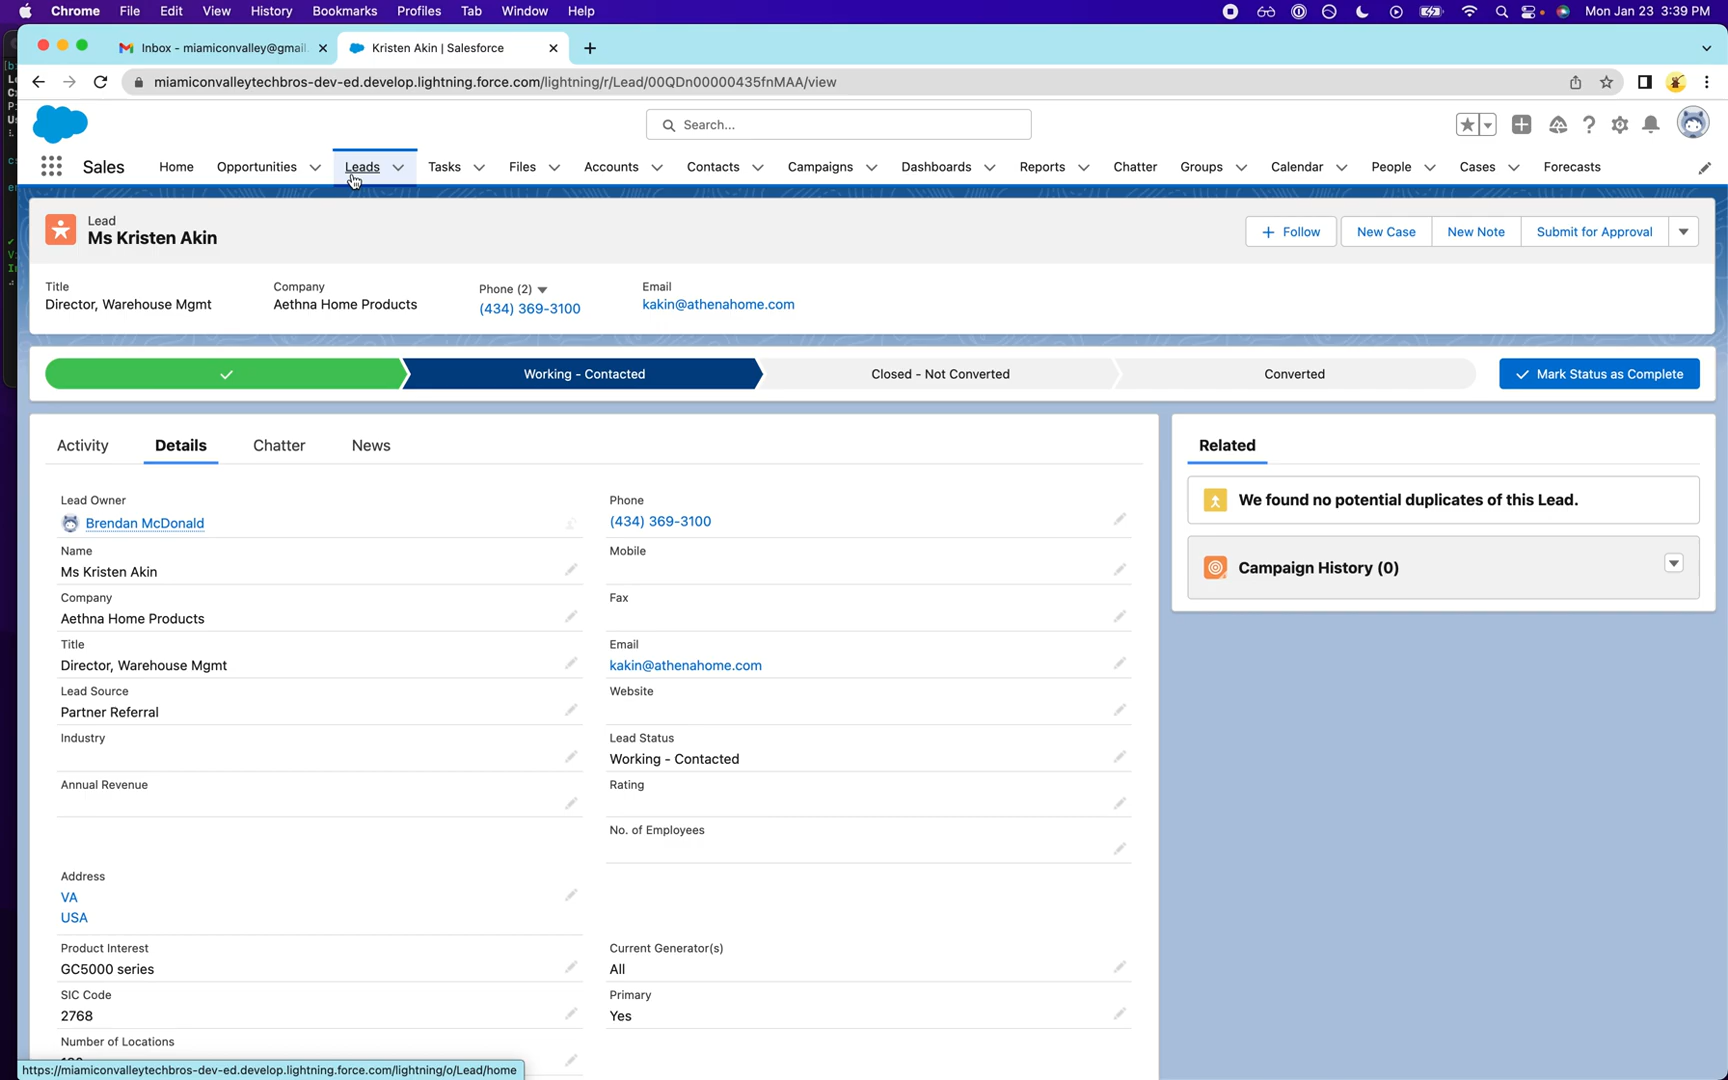 Chrome File Edit View History Bookmarks Profiles Tab Window Help Mon Jan 23 3:39 PM
Inbox - miamiconvalley@gmail. Kristen Akin | Salesforce
miamiconvalleytechbros-dev-ed.develop.lightning.force.com/lightning/r/Lead/00QDn00000435fnMAA/view
Search...
Sales Home Opportunities Leads Tasks Files Accounts Contacts Campaigns Dashboards Reports Chatter Groups Calendar People Cases Forecasts
Lead
Ms Kristen Akin
Follow New Case New Note Submit for Approval
Title Company Phone (2) Email
Director, Warehouse Mgmt Aethna Home Products (434) 369-3100 kakin@athenahome.com
Working - Contacted Closed - Not Converted Converted Mark Status as Complete
Activity Details Chatter News
Related
We found no potential duplicates of this Lead.
Campaign History (0)
Lead Owner
Brendan McDonald
Phone
(434) 369-3100
Name
Ms Kristen Akin
Mobile
Company
Aethna Home Products
Fax
Title
Director, Warehouse Mgmt
Email
kakin@athenahome.com
Lead Source
Partner Referral
Website
Industry
Lead Status
Working - Contacted
Annual Revenue
Rating
No. of Employees
Address
VA
USA
Product Interest
GC5000 series
Current Generator(s)
All
SIC Code
2768
Primary
Yes
Number of Locations
https://miamiconvalleytechbros-dev-ed.develop.lightning.force.com/lightning/o/Lead/home